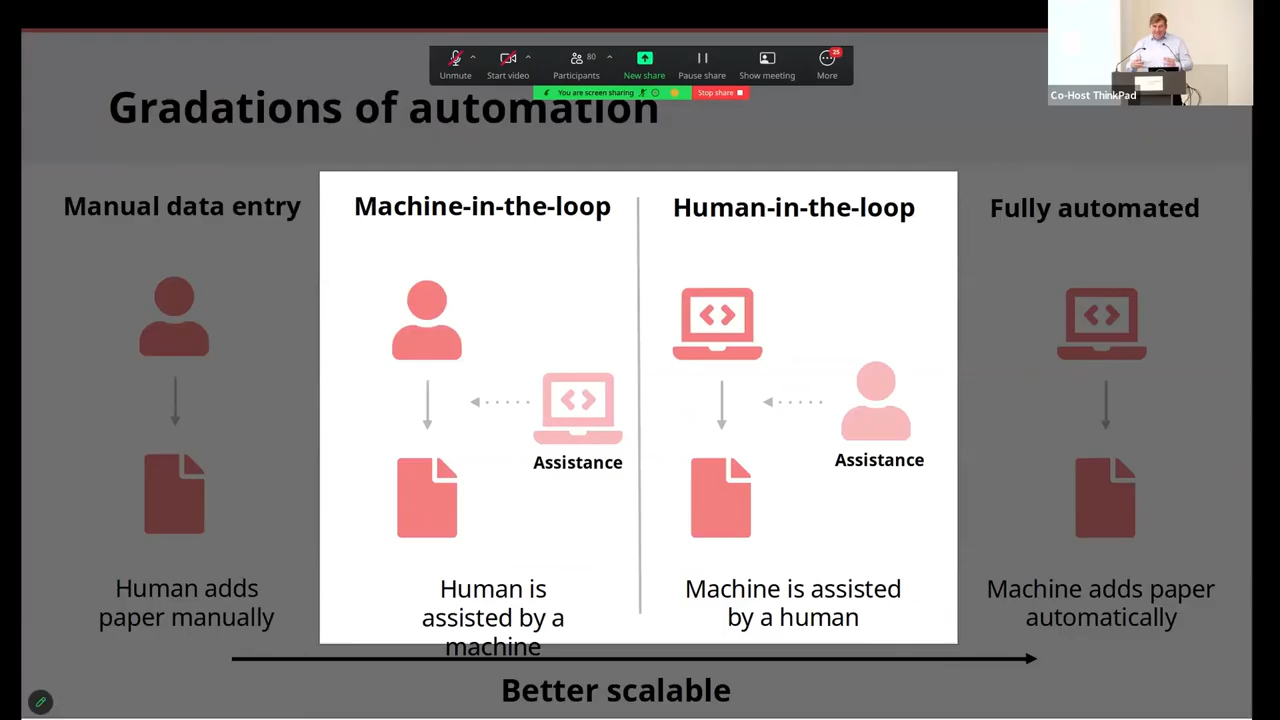 80
25
Unmute
Start video
Participants
New share
Pause share
Show meeting
More
You are screen sharing
Stop share
Co-Host ThinkPad
Gradations of automation
Manual data entry
Machine-in-the-loop
Human-in-the-loop
Fully automated
Assistance
Assistance
Human adds
paper manually
Human is
assisted by a
machine
Machine is assisted
by a human
Machine adds paper
automatically
Better scalable